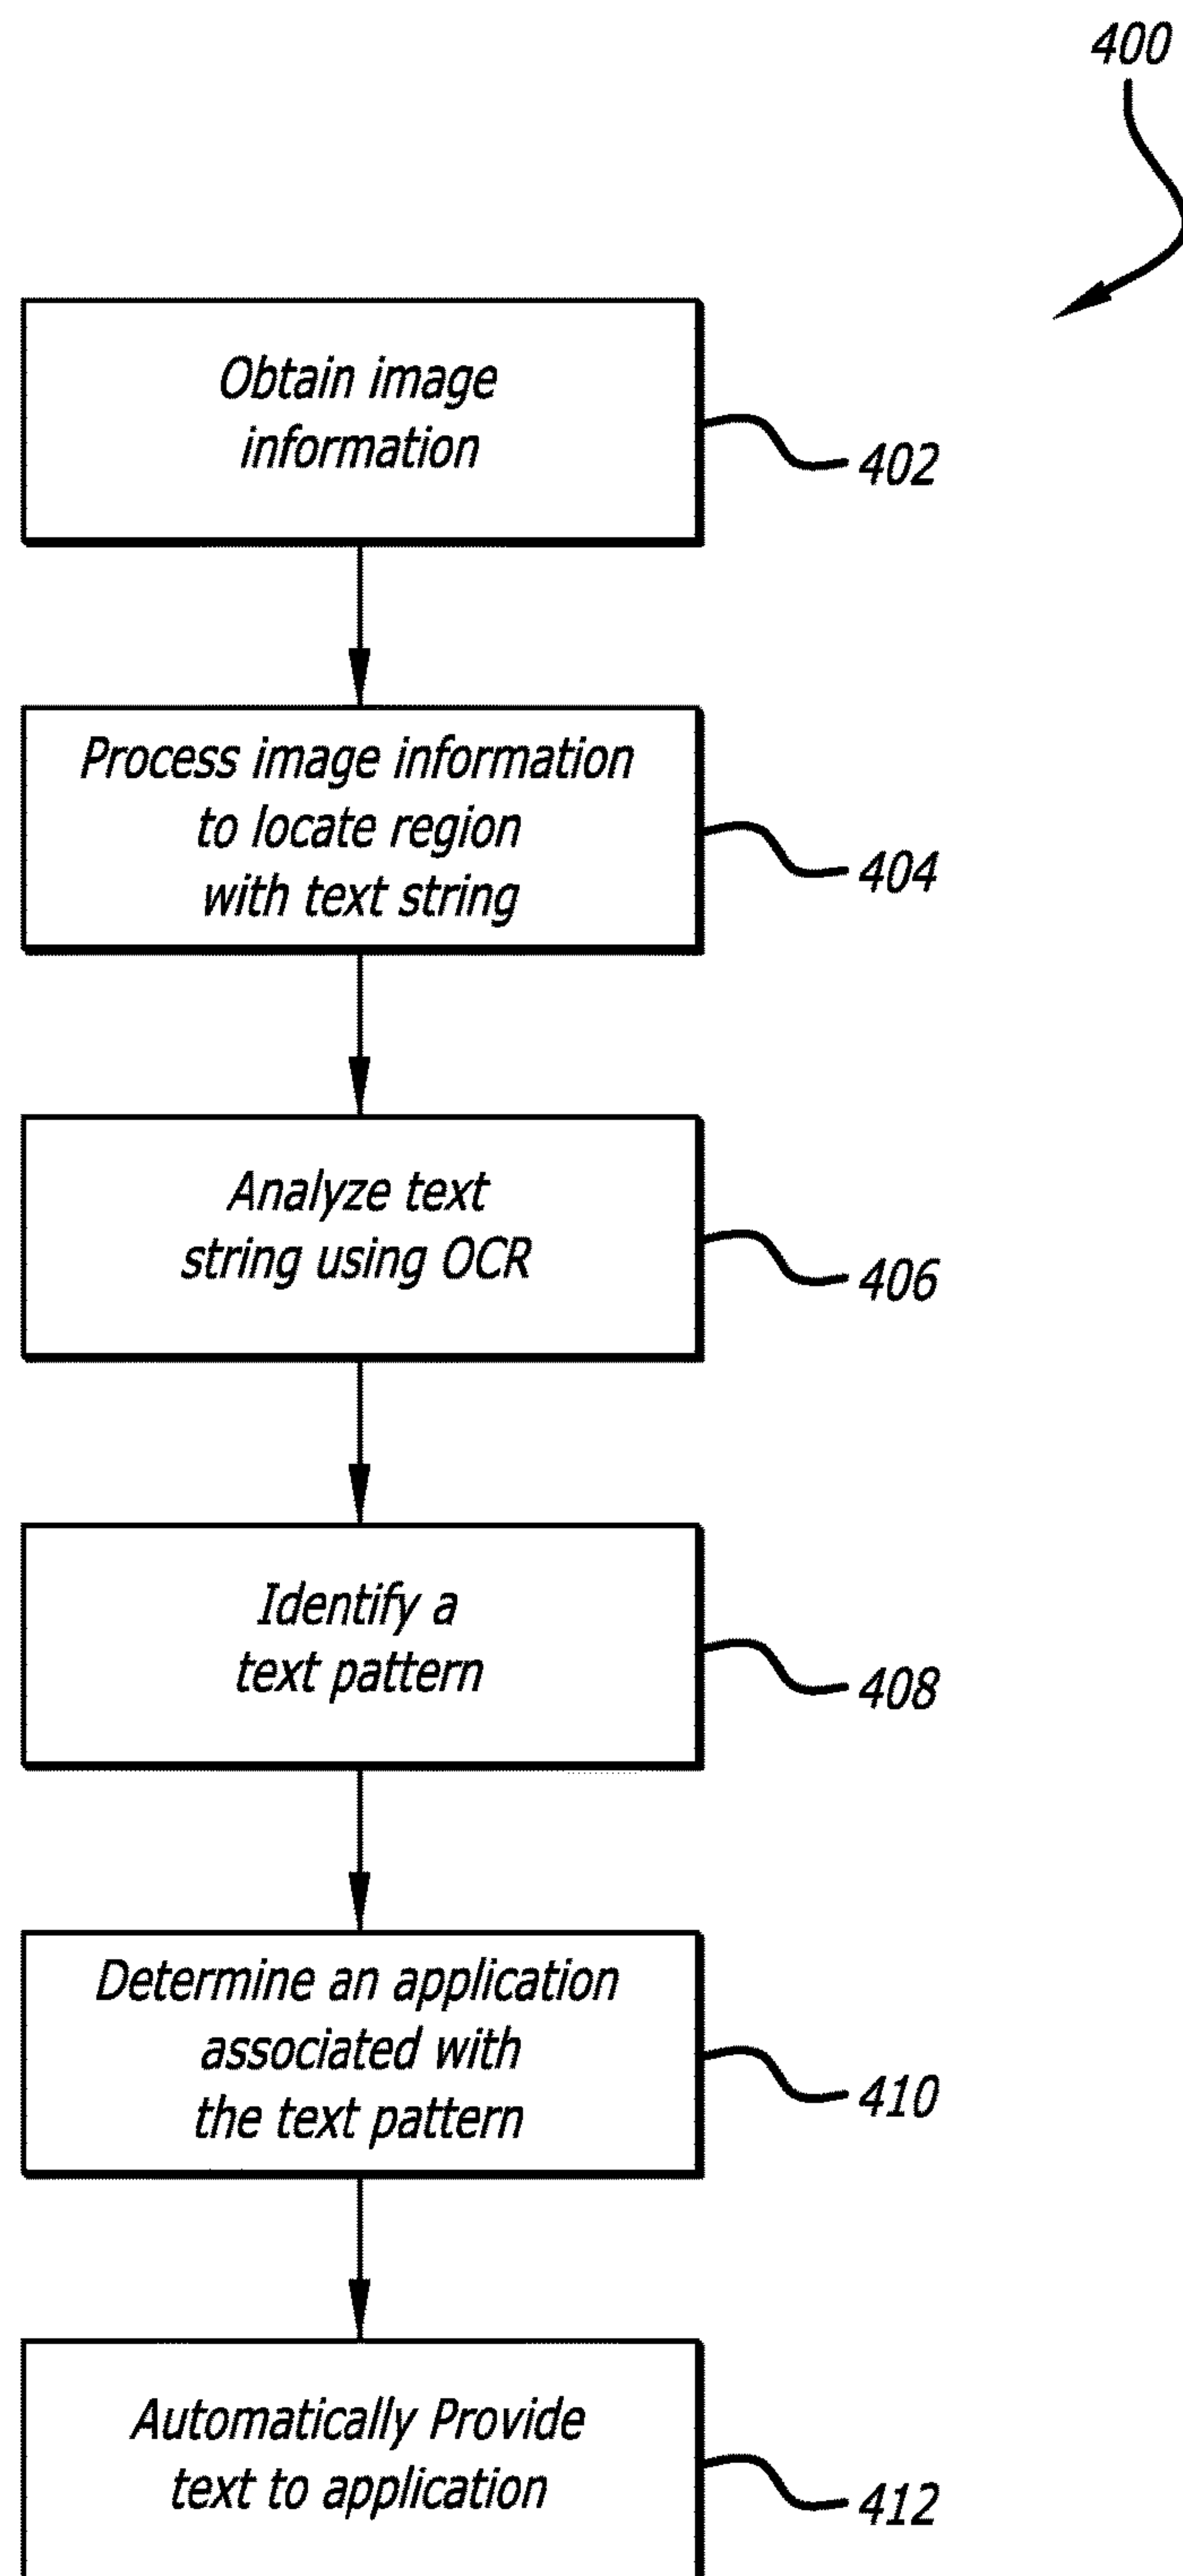 400
Obtain image
information
402
Process image information
to locate region
with text string
404
Analyze text
string using OCR
406
Identify a
text pattern
408
Determine an application
associated with
the text pattern
410
Automatically Provide
text to application
412